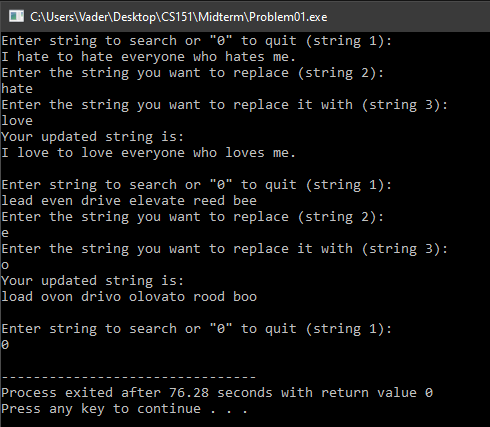 C:\Users\Vader\Desktop\CS151\Midterm\Problem01.exe
Enter string to search or "0" to quit (string 1):
I hate to hate everyone who hates me.
Enter the string you want to replace (string 2):
hate
Enter the string you want to replace it with (string 3):
love
Your updated string is:
I love to love everyone who loves me.

Enter string to search or "0" to quit (string 1):
lead even drive elevate reed bee
Enter the string you want to replace (string 2):
e
Enter the string you want to replace it with (string 3):
o
Your updated string is:
load ovon drivo olovato rood boo

Enter string to search or "0" to quit (string 1):
0

--------------------------------
Process exited after 76.28 seconds with return value 0
Press any key to continue . . .